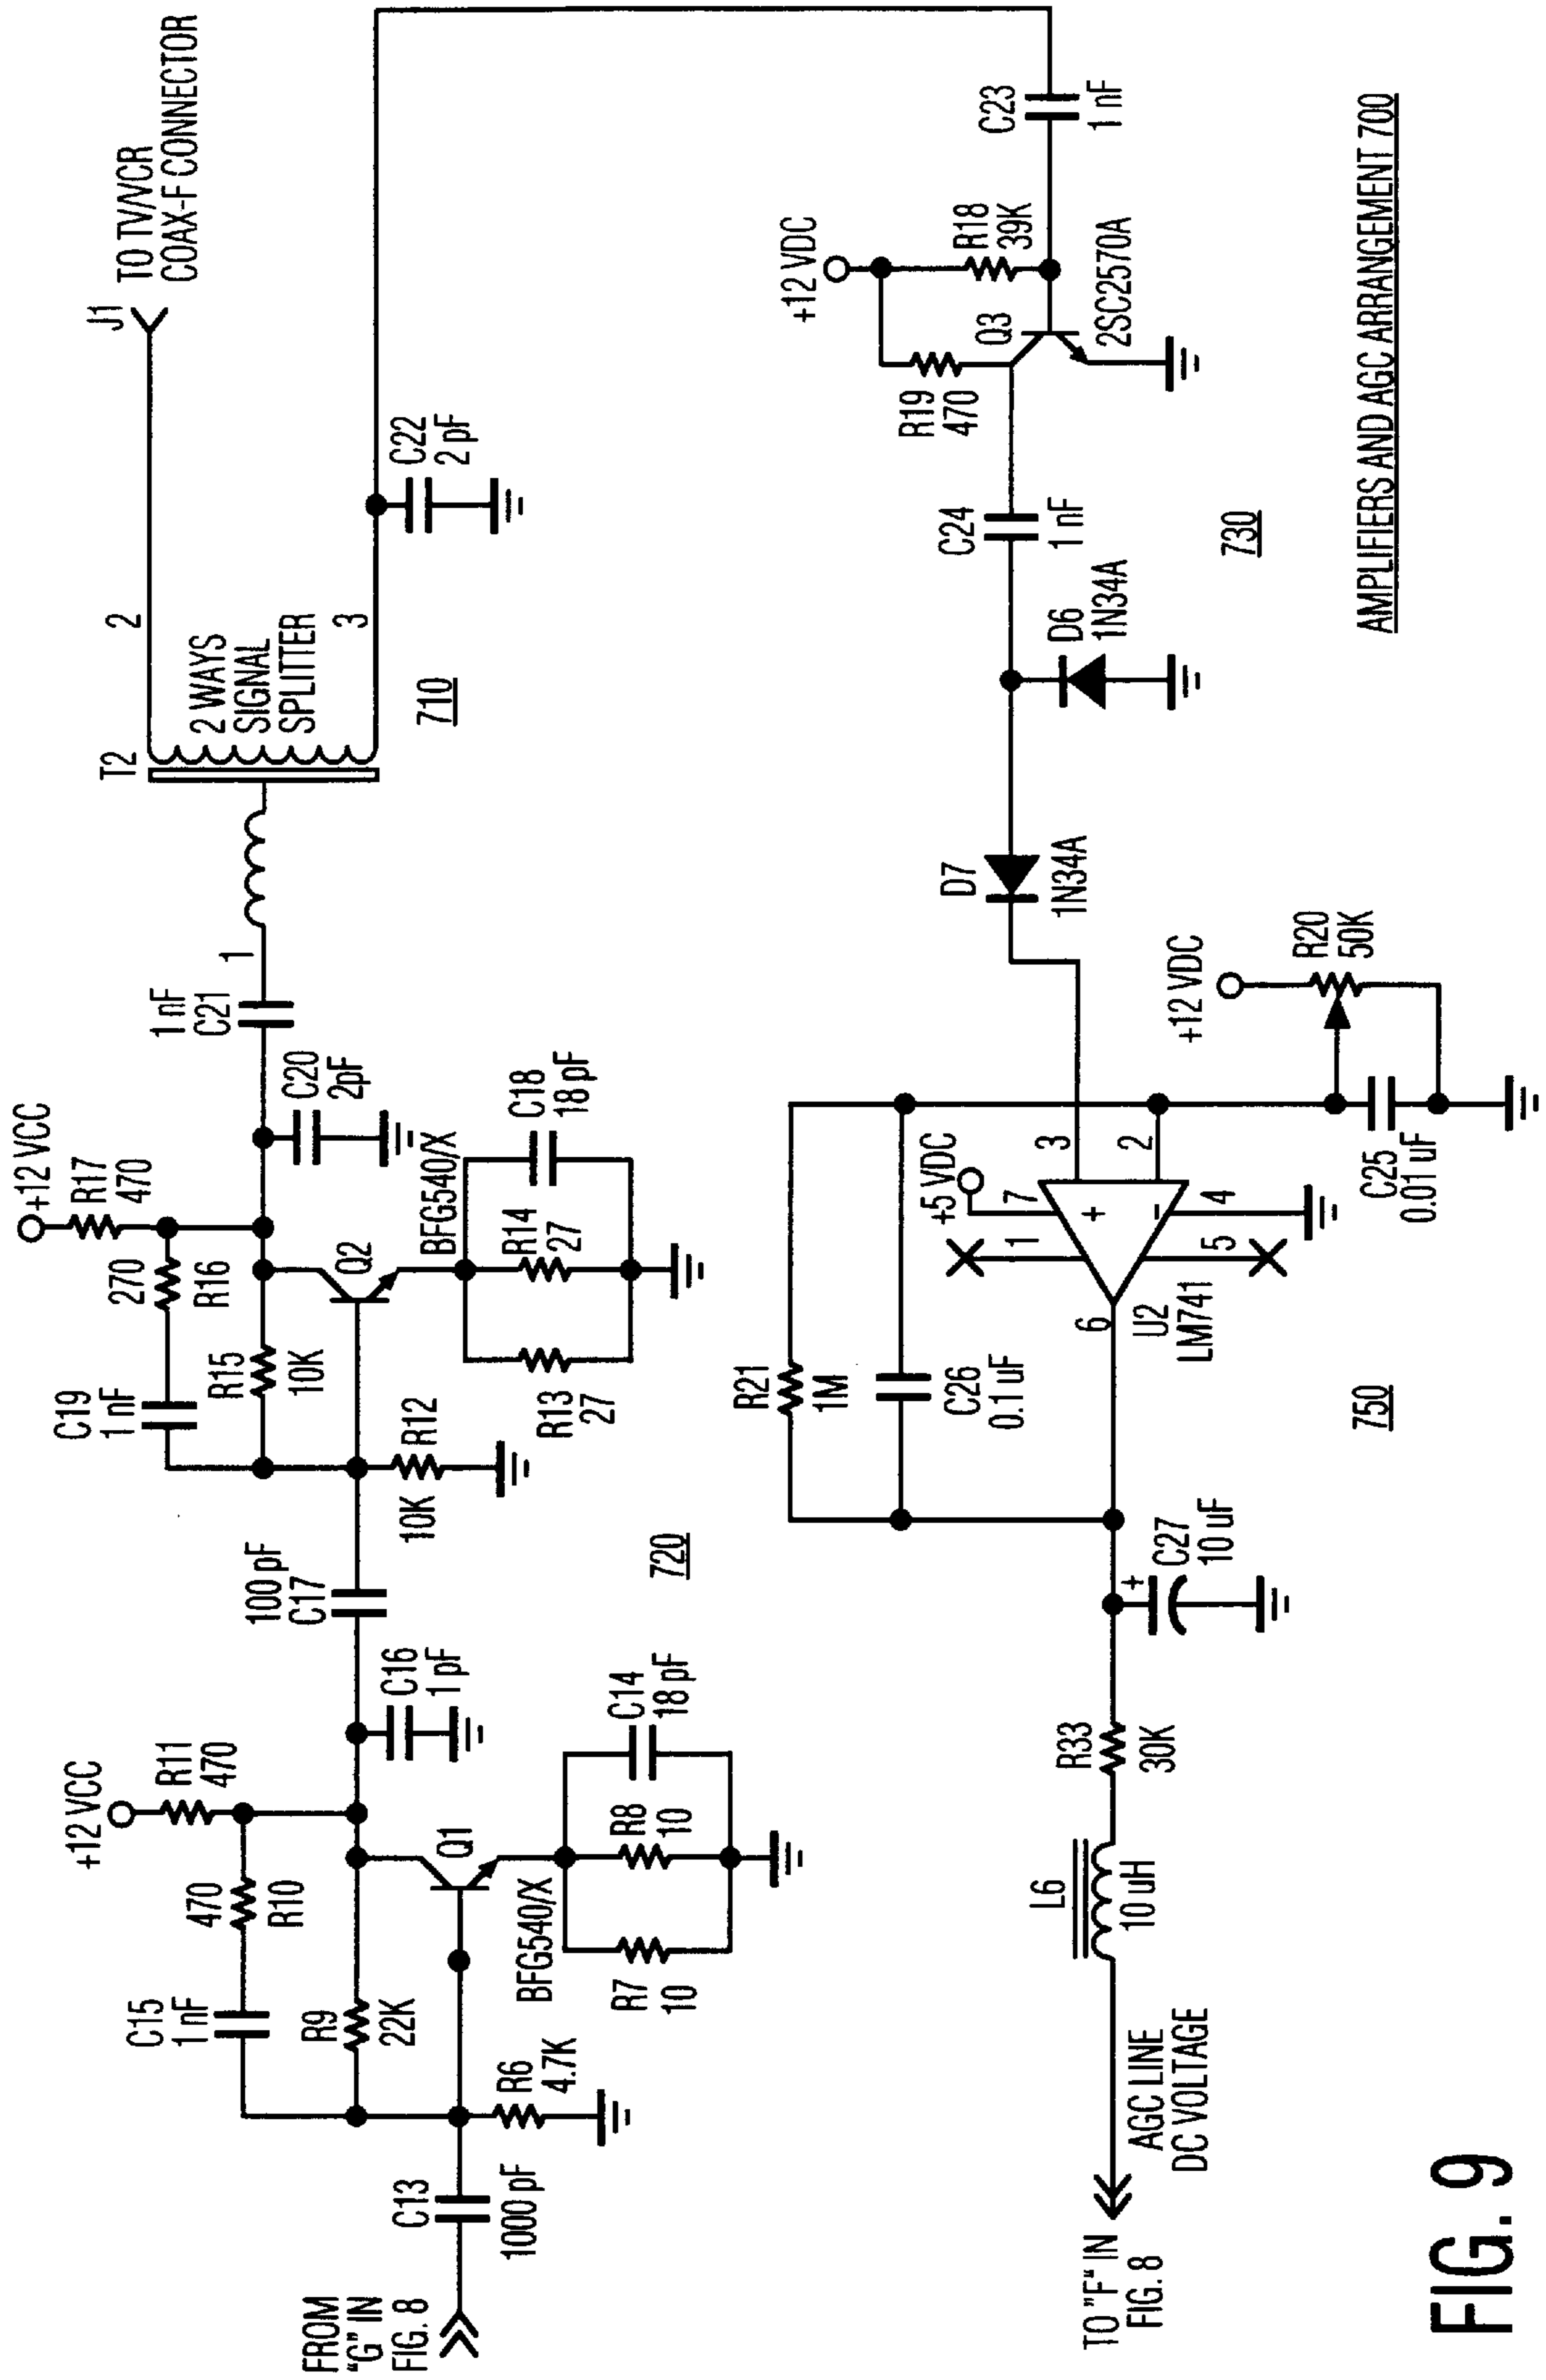 FROM
"G" IN
FIG. 8
C13
1000 pF
R6
4.7K
C15
1 nF
R9
22K
470
R10
+12 VCC
R11
470
Q1
BFG540/X
R7
10
R8
10
C14
18 pF
C16
1 pF
100 pF
C17
720
10K
R12
C19
1 nF
R15
10K
270
R16
+12 VCC
R17
470
Q2
BFG540/X
R13
27
R14
27
C18
18 pF
C20
2pF
1 nF
C21
1
T2
2 WAYS
SIGNAL
SPLITTER
2
3
710
J1
TO TV/VCR
COAX-F CONNECTOR
C22
2 pF
C23
1 nF
+12 VDC
R18
39K
R19
470
Q3
2SC2570A
C24
1 nF
730
D6
1N34A
D7
1N34A
+12 VDC
R20
50K
C25
0.01 uF
+5 VDC
1
7
3
+
2
-
4
5
6
U2
LM741
R21
1M
C26
0.1 uF
750
+
C27
10 uF
R33
30K
L6
10 uH
AGC LINE
DC VOLTAGE
TO "F" IN
FIG. 8
AMPLIFIERS AND AGC ARRANGEMENT 700
FIG. 9